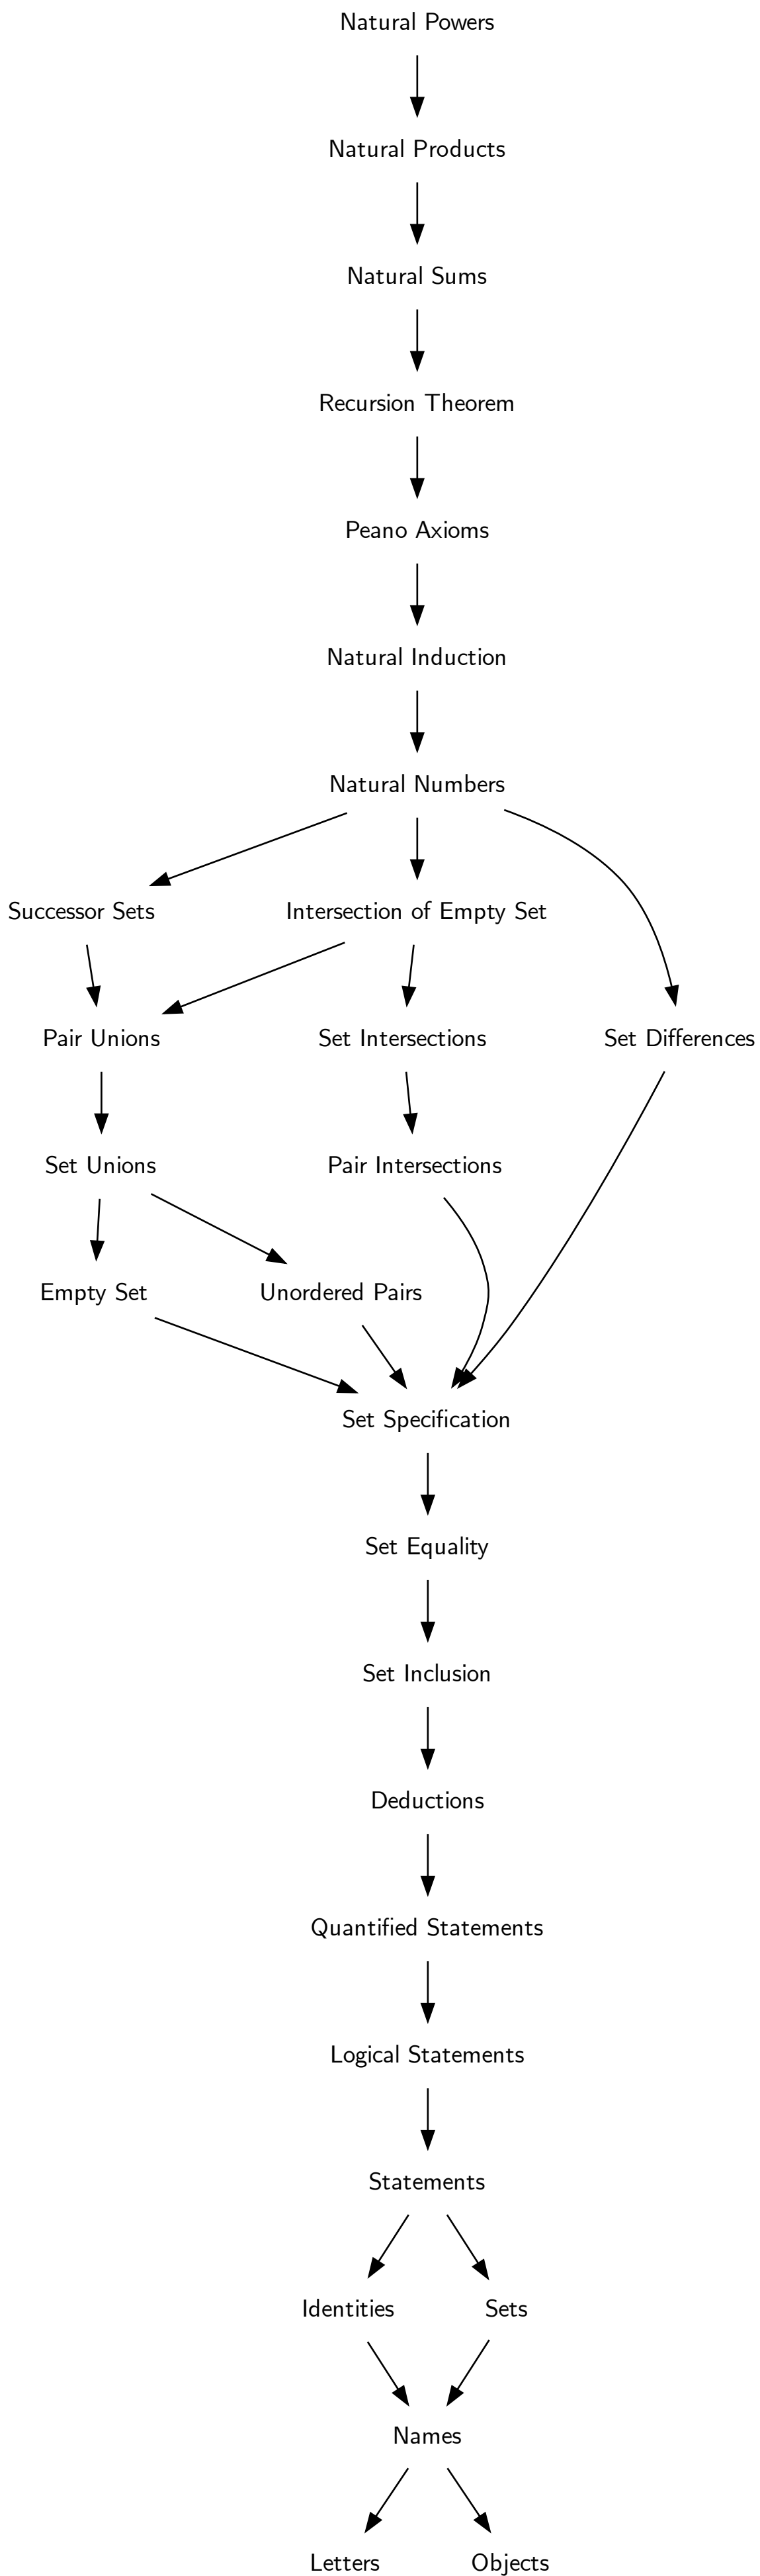 Natural Powers
Natural Products
Natural Sums
Recursion Theorem
Peano Axioms
Natural Induction
Natural Numbers
Successor Sets
Intersection of Empty Set
Pair Unions
Set Intersections
Set Differences
Set Unions
Pair Intersections
Empty Set
Unordered Pairs
Set Specification
Set Equality
Set Inclusion
Deductions
Quantified Statements
Logical Statements
Statements
Identities
Sets
Names
Letters
Objects